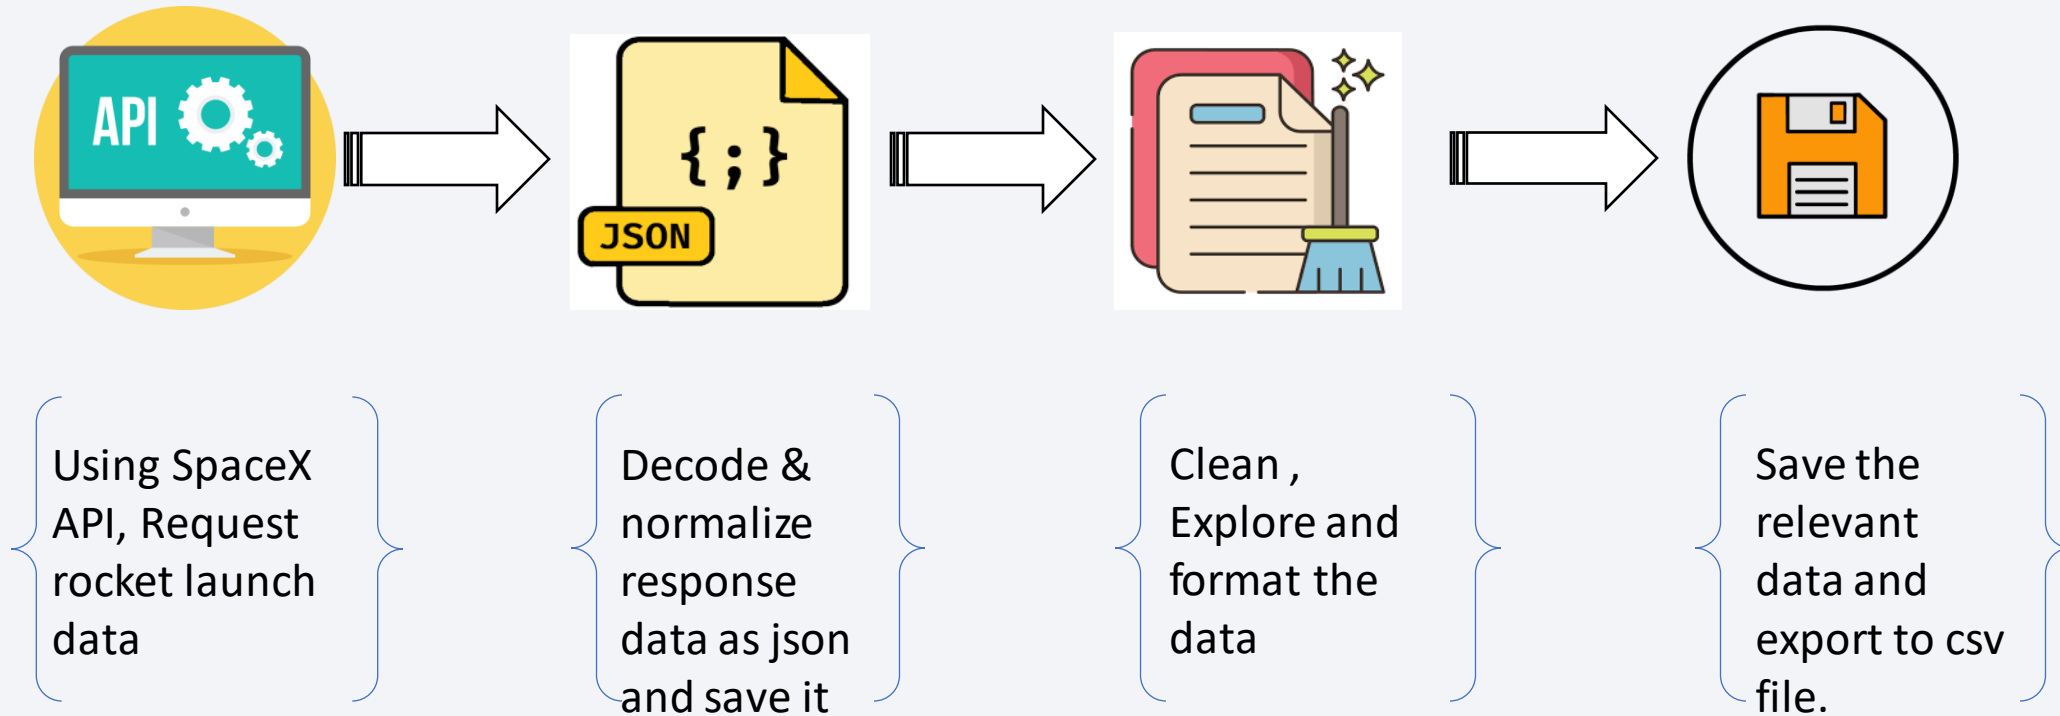 API
{ ; }
JSON
Using SpaceX
API, Request
rocket launch
data
Decode &
normalize
response
data as json
and save it
Clean ,
Explore and
format the
data
Save the
relevant
data and
export to csv
file.